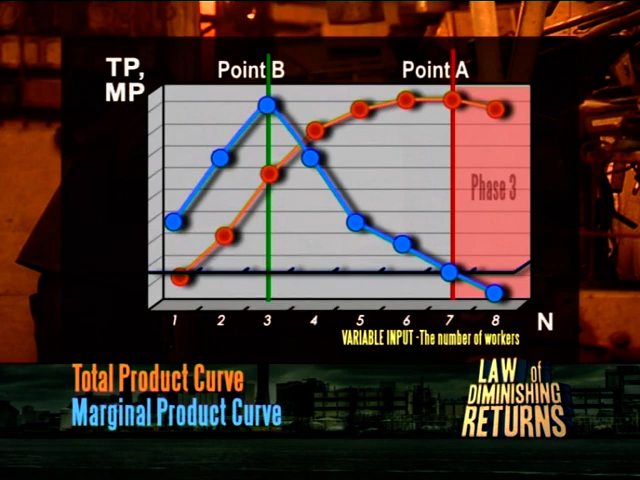 TP,
MP
Point B
Point A
Phase 3
1 2 3 4 5 6 7 8 N
VARIABLE INPUT -The number of workers
Total Product Curve
Marginal Product Curve
LAW of
DIMINISHING
RETURNS